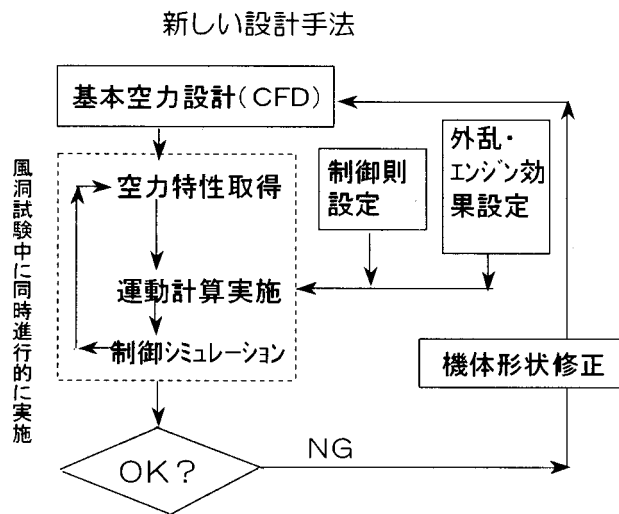 新しい設計手法
基本空力設計(CFD)
風洞試験中に同時進行的に実施
空力特性取得
運動計算実施
制御シミュレーション
制御則
設定
外乱・
エンジン効
果設定
機体形状修正
OK?
NG